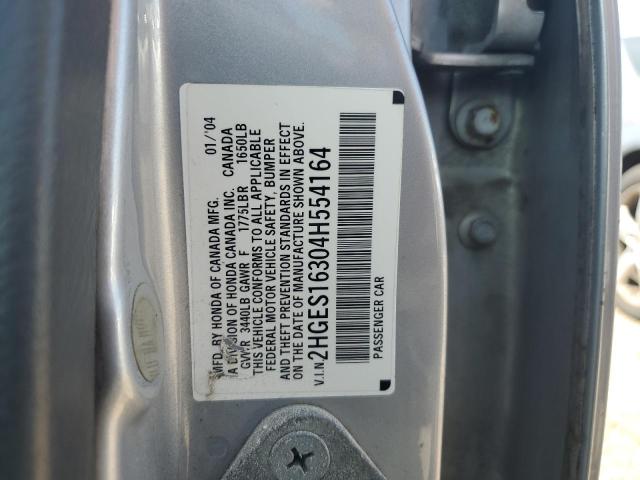 MFD. BY HONDA OF CANADA MFG. 01/'04
A DIVISION OF HONDA CANADA INC. CANADA
GVWR 3440LB GAWR F 1775LB R 1650LB
THIS VEHICLE CONFORMS TO ALL APPLICABLE
FEDERAL MOTOR VEHICLE SAFETY, BUMPER
AND THEFT PREVENTION STANDARDS IN EFFECT
ON THE DATE OF MANUFACTURE SHOWN ABOVE.
V.I.N 2HGES16304H554164
PASSENGER CAR